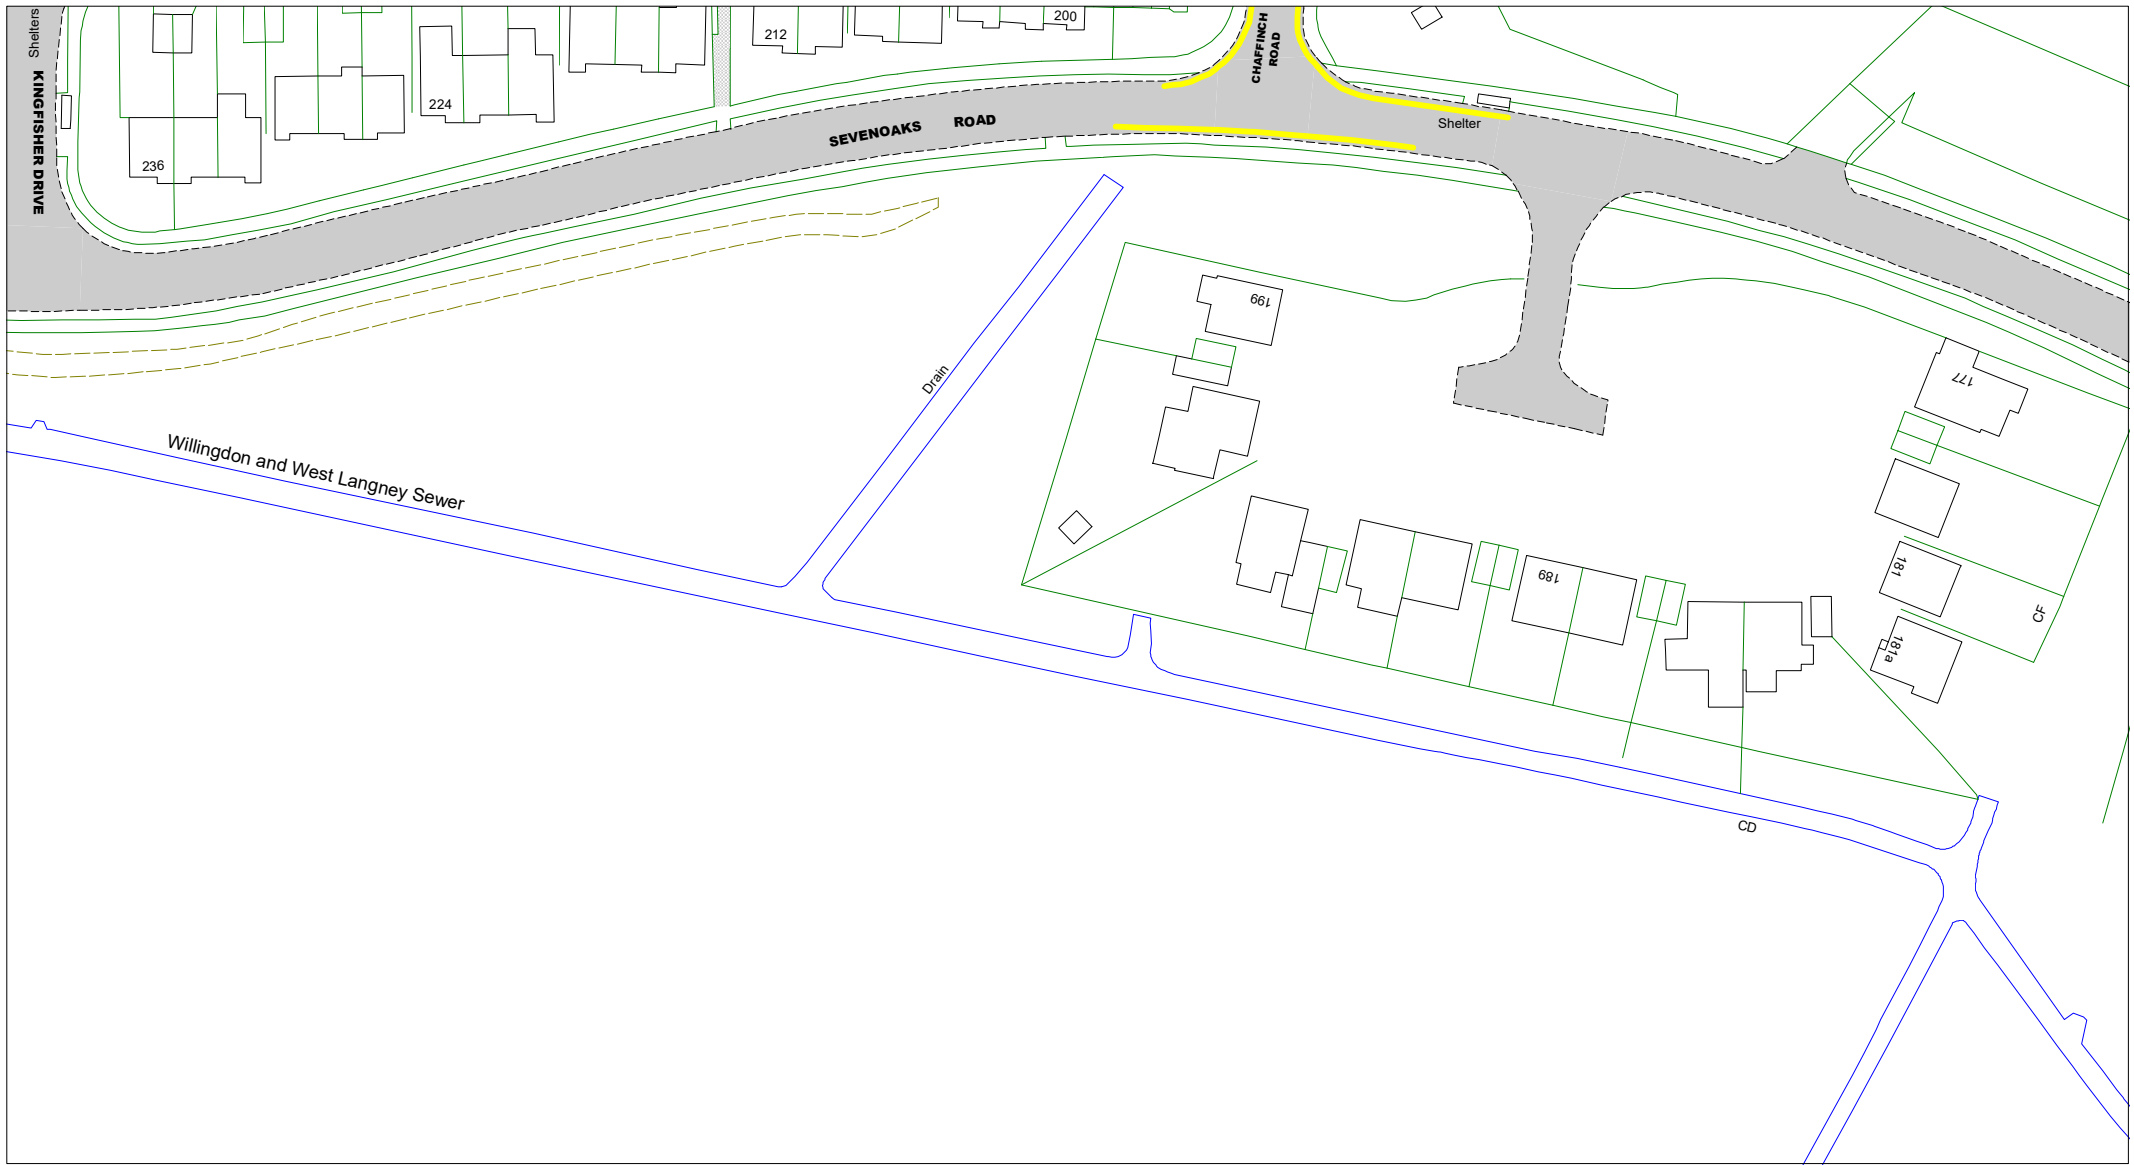 Shelters
KINGFISHER DRIVE
236
224
212
200
CHAFFINCH
ROAD
SEVENOAKS ROAD
Shelter
199
177
Drain
Willingdon and West Langney Sewer
189
181
181a
CF
CD